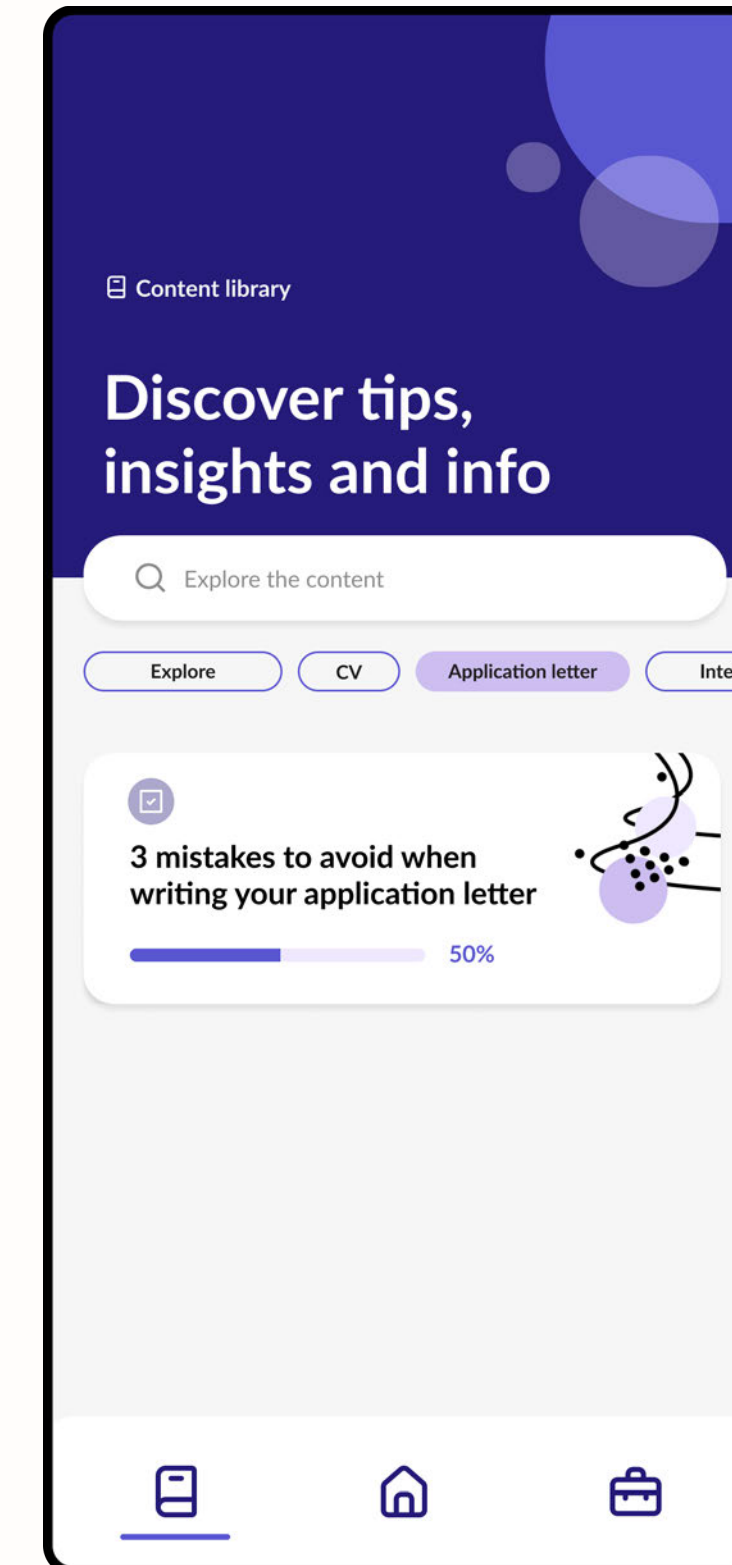 Content library
Discover tips,
insights and info
Explore the content
Explore
CV
Application letter
Inte
3 mistakes to avoid when
writing your application letter
50%